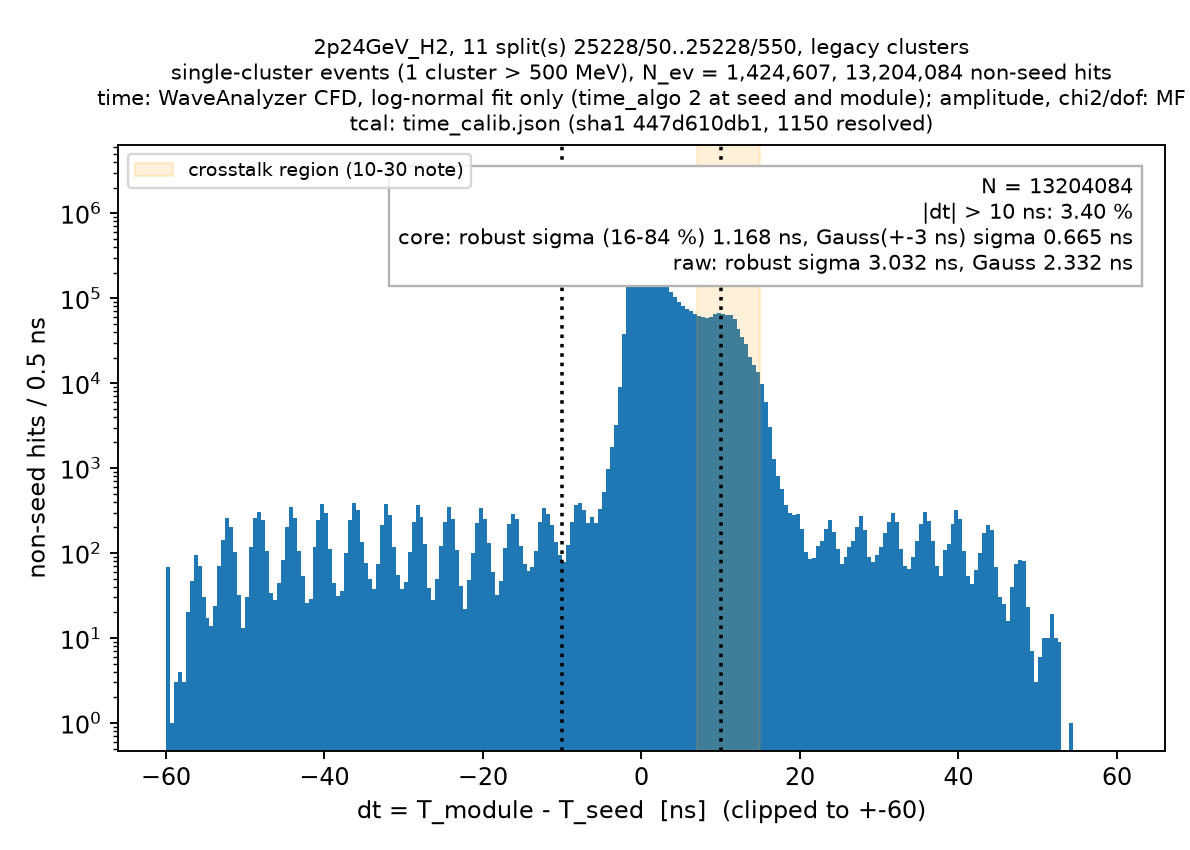 2p24GeV_H2, 11 split(s) 25228/50..25228/550, legacy clusters
single-cluster events (1 cluster > 500 MeV), N_ev = 1,424,607, 13,204,084 non-seed hits
time: WaveAnalyzer CFD, log-normal fit only (time_algo 2 at seed and module); amplitude, chi2/dof: MF
tcal: time_calib.json (sha1 447d610db1, 1150 resolved)
crosstalk region (10-30 note)
N = 13204084
|dt| > 10 ns: 3.40 %
core: robust sigma (16-84 %) 1.168 ns, Gauss(+-3 ns) sigma 0.665 ns
raw: robust sigma 3.032 ns, Gauss 2.332 ns
non-seed hits / 0.5 ns
10⁶
10⁵
10⁴
10³
10²
10¹
10⁰
−60 −40 −20 0 20 40 60
dt = T_module - T_seed [ns] (clipped to +-60)